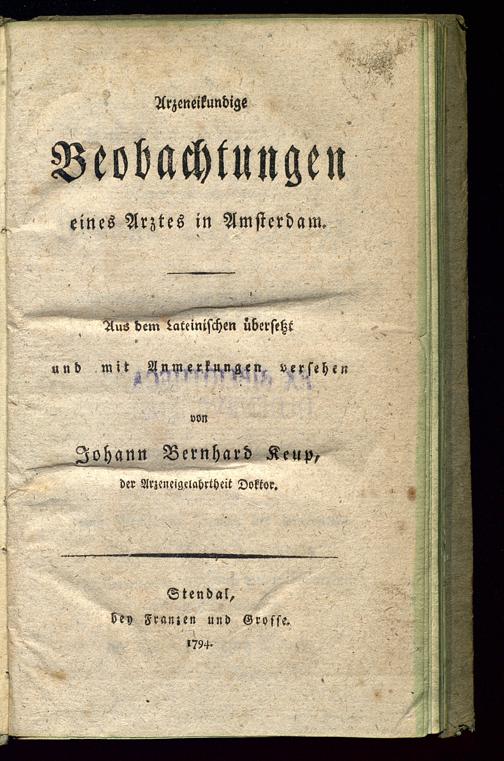 Arzeneikundige
Beobachtungen
eines Arztes in Amsterdam.
Aus dem Lateinischen übersetzt
und mit Anmerkungen versehen
von
Johann Bernhard Keup,
der Arzeneigelahrtheit Doktor.
Stendal,
bey Franzen und Grosse.
1794.